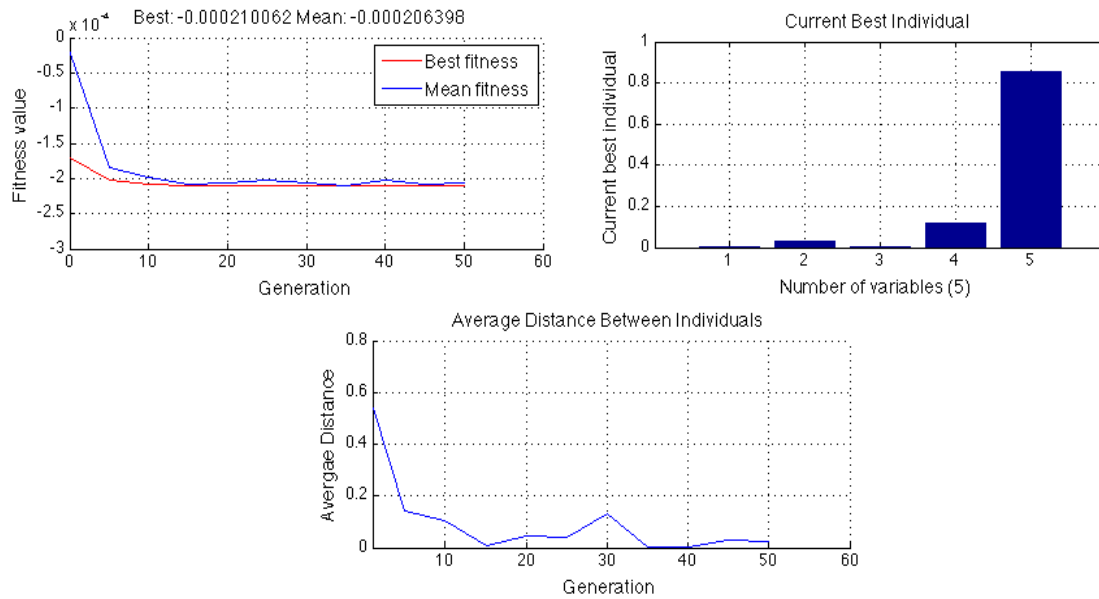 Best: -0.000210062 Mean: -0.000206398
x 10⁻⁴
0
-0.5
-1
-1.5
-2
-2.5
-3
Fitness value
Best fitness
Mean fitness
0 10 20 30 40 50 60
Generation
Current Best Individual
1
0.8
0.6
0.4
0.2
0
Current best individual
1 2 3 4 5
Number of variables (5)
Average Distance Between Individuals
0.8
0.6
0.4
0.2
0
Avergae Distance
10 20 30 40 50 60
Generation